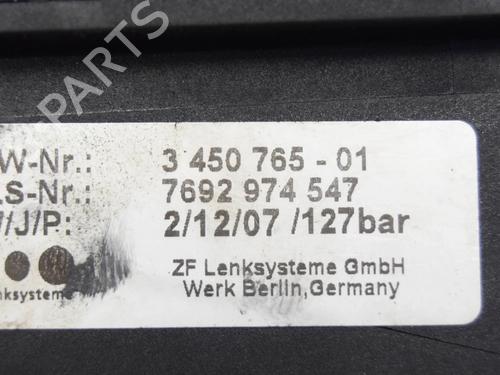 W-Nr.: 3 450 765 - 01
LS-Nr.: 7692 974 547
/J/P: 2/12/07 /127bar
ZF Lenksysteme GmbH
Werk Berlin,Germany
nksysteme
B-PARTS